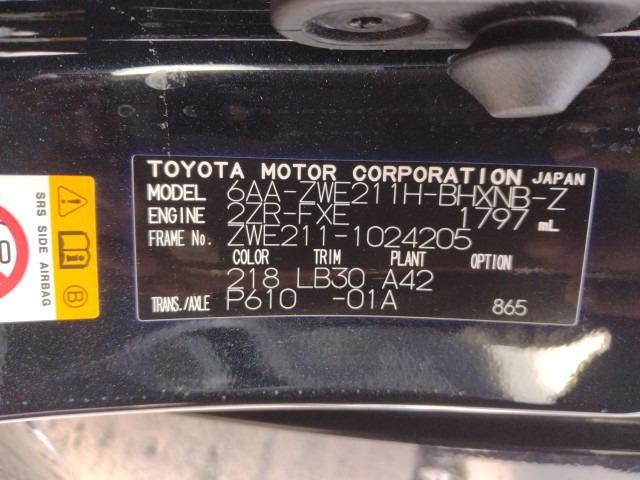 TOYOTA MOTOR CORPORATION JAPAN
MODEL 6AA-ZWE211H-BHXNB-Z
ENGINE 2ZR-FXE 1797 mL
FRAME No. ZWE211-1024205
COLOR TRIM PLANT OPTION
218 LB30 A42
TRANS./AXLE P610 -01A 865
SRS SIDE AIRBAG
B